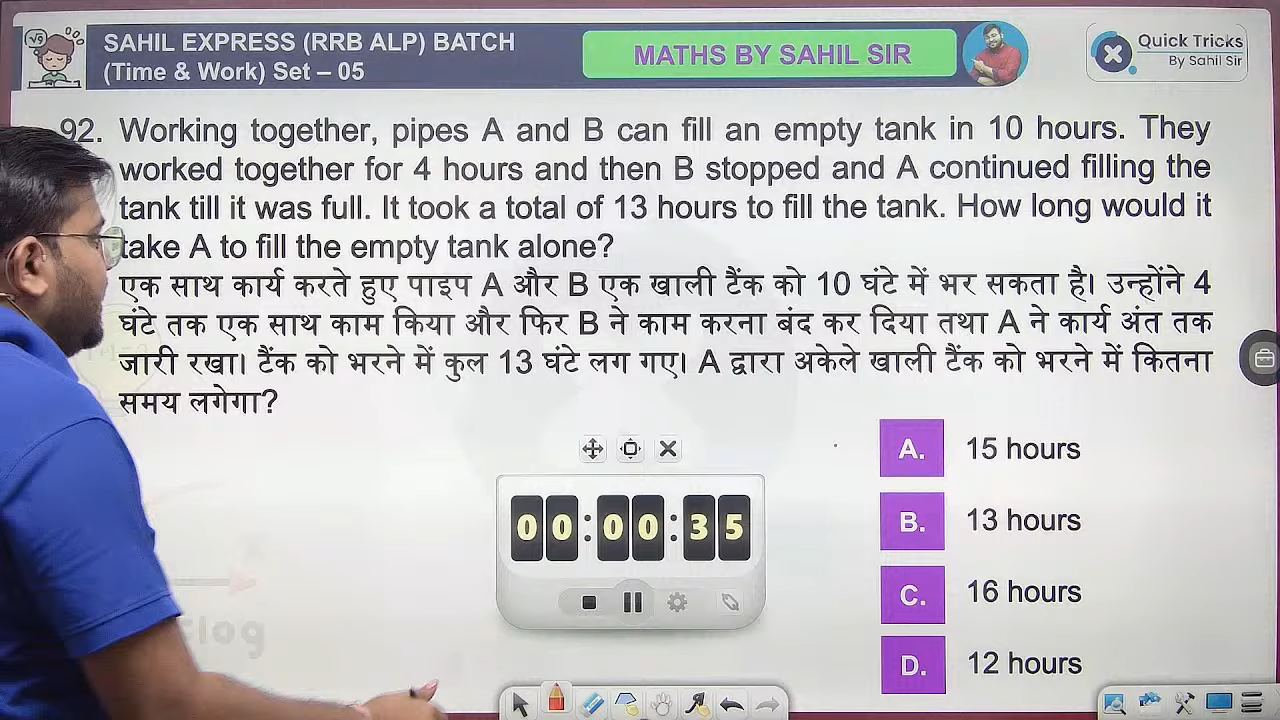 SAHIL EXPRESS (RRB ALP) BATCH
(Time & Work) Set – 05
MATHS BY SAHIL SIR
Quick Tricks
By Sahil Sir
92. Working together, pipes A and B can fill an empty tank in 10 hours. They
worked together for 4 hours and then B stopped and A continued filling the
tank till it was full. It took a total of 13 hours to fill the tank. How long would it
take A to fill the empty tank alone?
एक साथ कार्य करते हुए पाइप A और B एक खाली टैंक को 10 घंटे में भर सकता है। उन्होंने 4
घंटे तक एक साथ काम किया और फिर B ने काम करना बंद कर दिया तथा A ने कार्य अंत तक
जारी रखा। टैंक को भरने में कुल 13 घंटे लग गए। A द्वारा अकेले खाली टैंक को भरने में कितना
समय लगेगा?
A. 15 hours
B. 13 hours
C. 16 hours
D. 12 hours
00:00:35